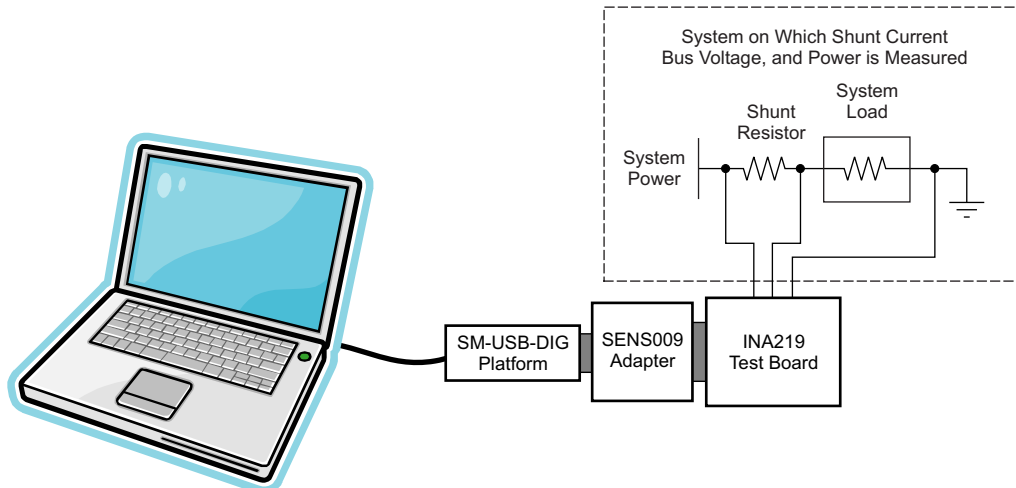 System on Which Shunt Current
Bus Voltage, and Power is Measured
System
Load
Shunt
Resistor
System
Power
SM-USB-DIG
Platform
SENS009
Adapter
INA219
Test Board